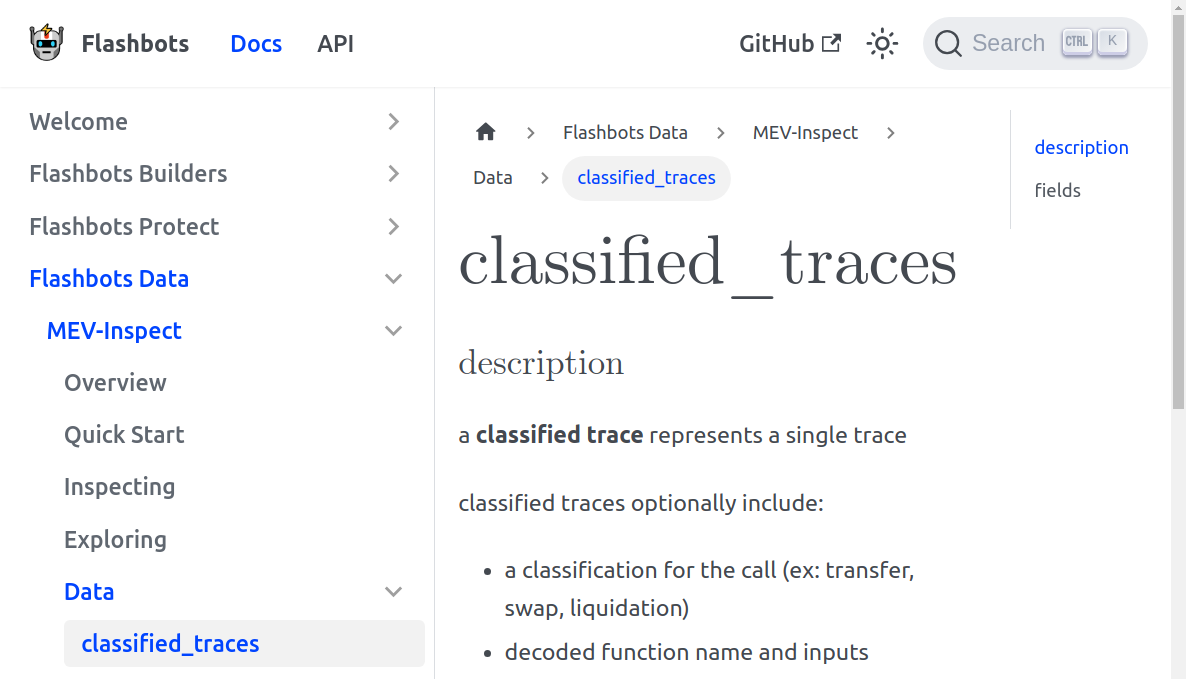 Flashbots Docs API GitHub Search CTRL K
Welcome
Flashbots Builders
Flashbots Protect
Flashbots Data
MEV-Inspect
Overview
Quick Start
Inspecting
Exploring
Data
classified_traces
Flashbots Data MEV-Inspect
Data classified_traces
classified_traces
description
a classified trace represents a single trace
classified traces optionally include:
a classification for the call (ex: transfer,
swap, liquidation)
decoded function name and inputs
description
fields